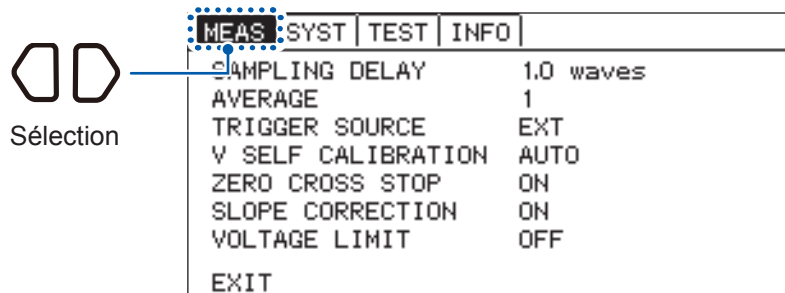 MEAS SYST TEST INFO
Sélection
SAMPLING DELAY 1.0 waves
AVERAGE 1
TRIGGER SOURCE EXT
V SELF CALIBRATION AUTO
ZERO CROSS STOP ON
SLOPE CORRECTION ON
VOLTAGE LIMIT OFF
EXIT